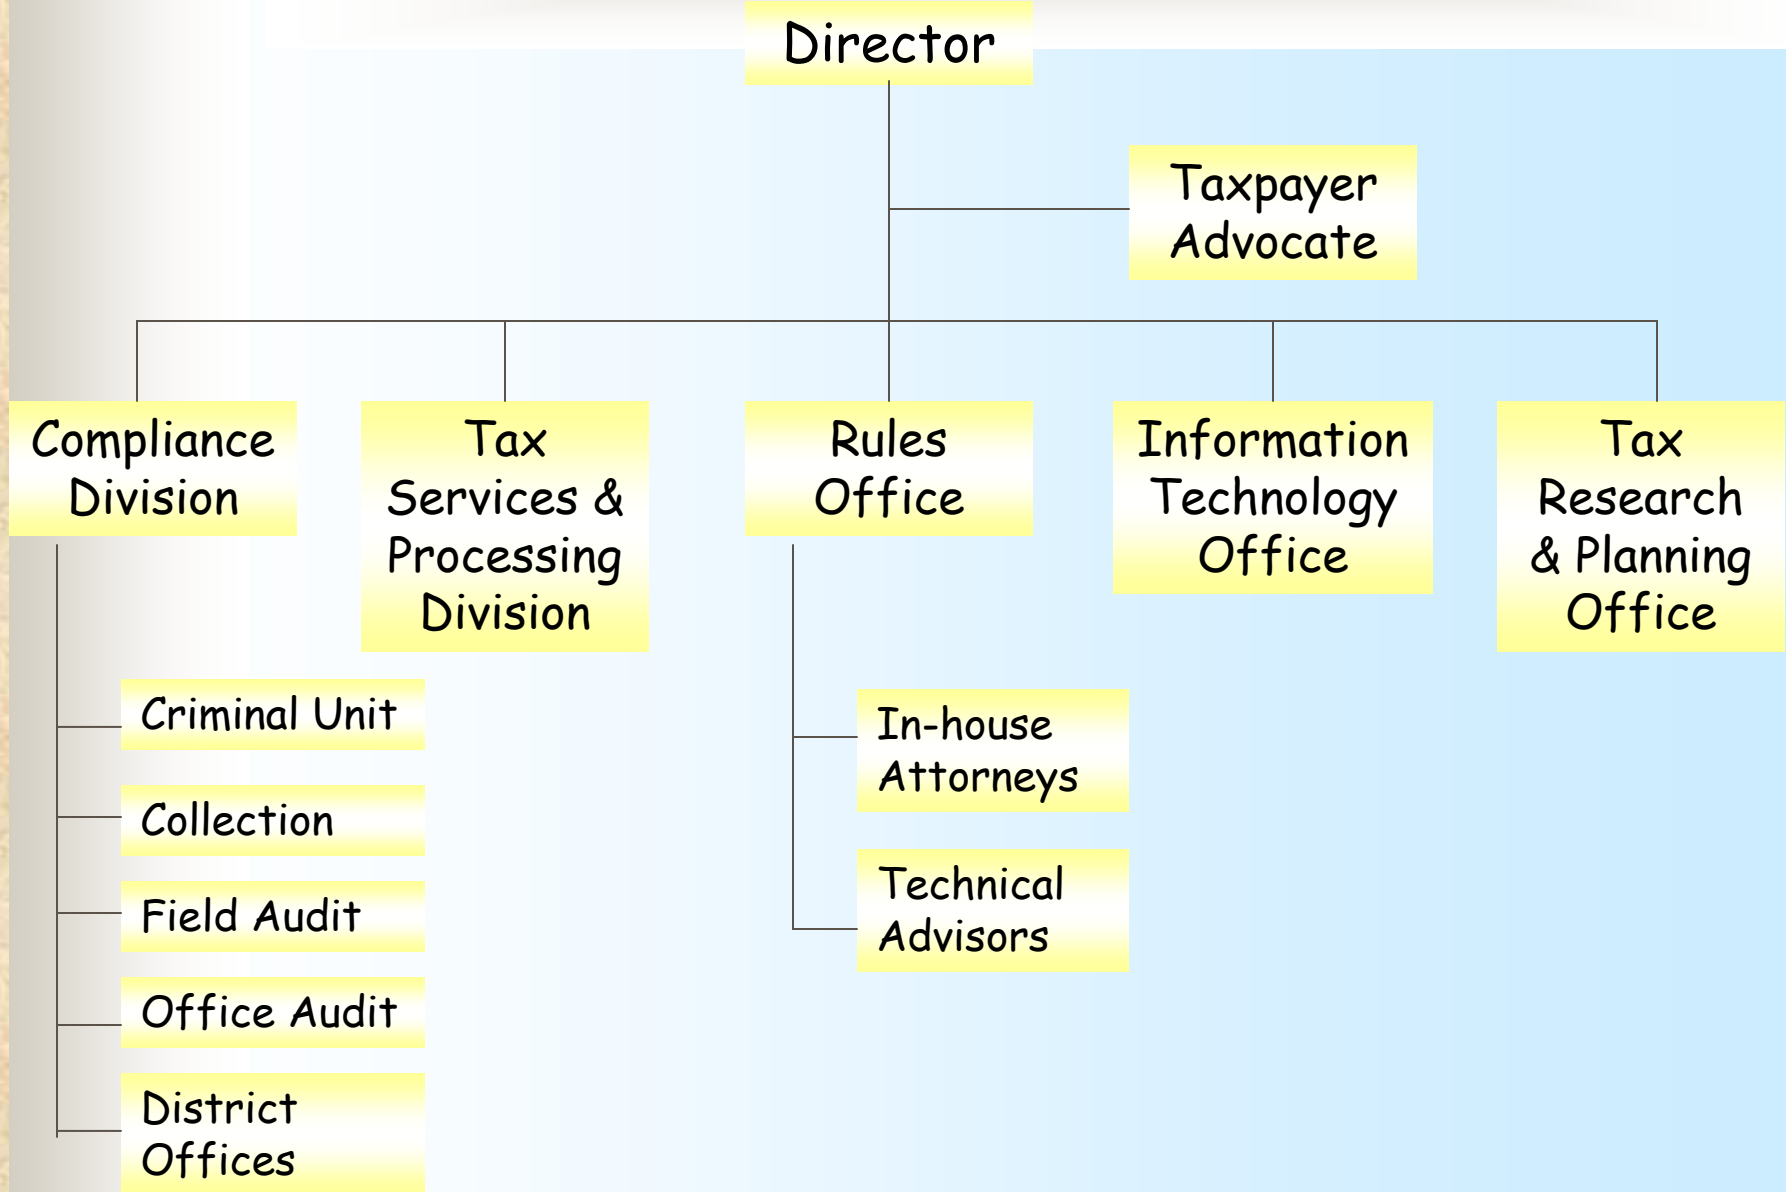 Director
Taxpayer
Advocate
Compliance
Division
Tax
Services &
Processing
Division
Rules
Office
Information
Technology
Office
Tax
Research
& Planning
Office
Criminal Unit
Collection
Field Audit
Office Audit
District
Offices
In-house
Attorneys
Technical
Advisors